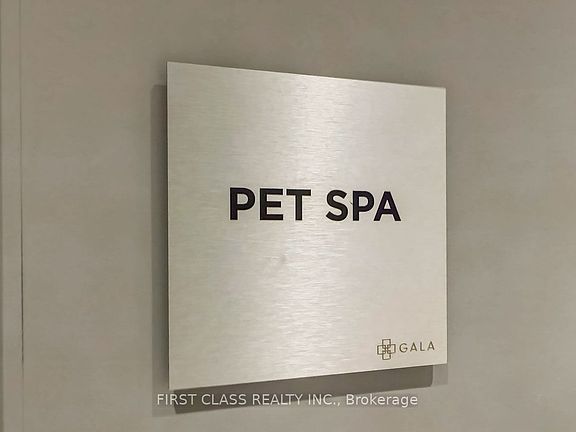 PET SPA
GALA
FIRST CLASS REALTY INC., Brokerage